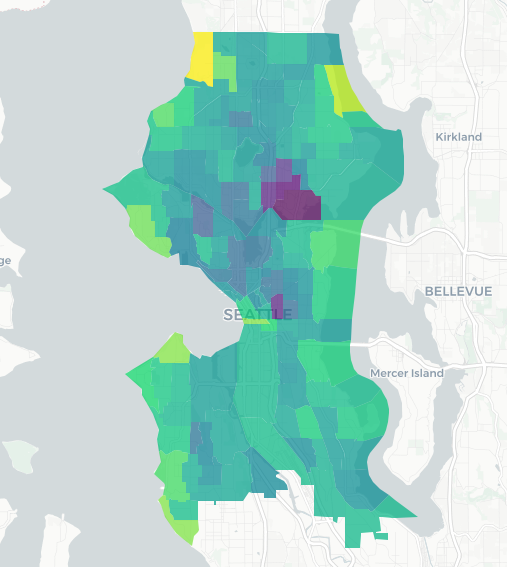 Kirkland
ge
BELLEVUE
SEATTLE
Mercer Island